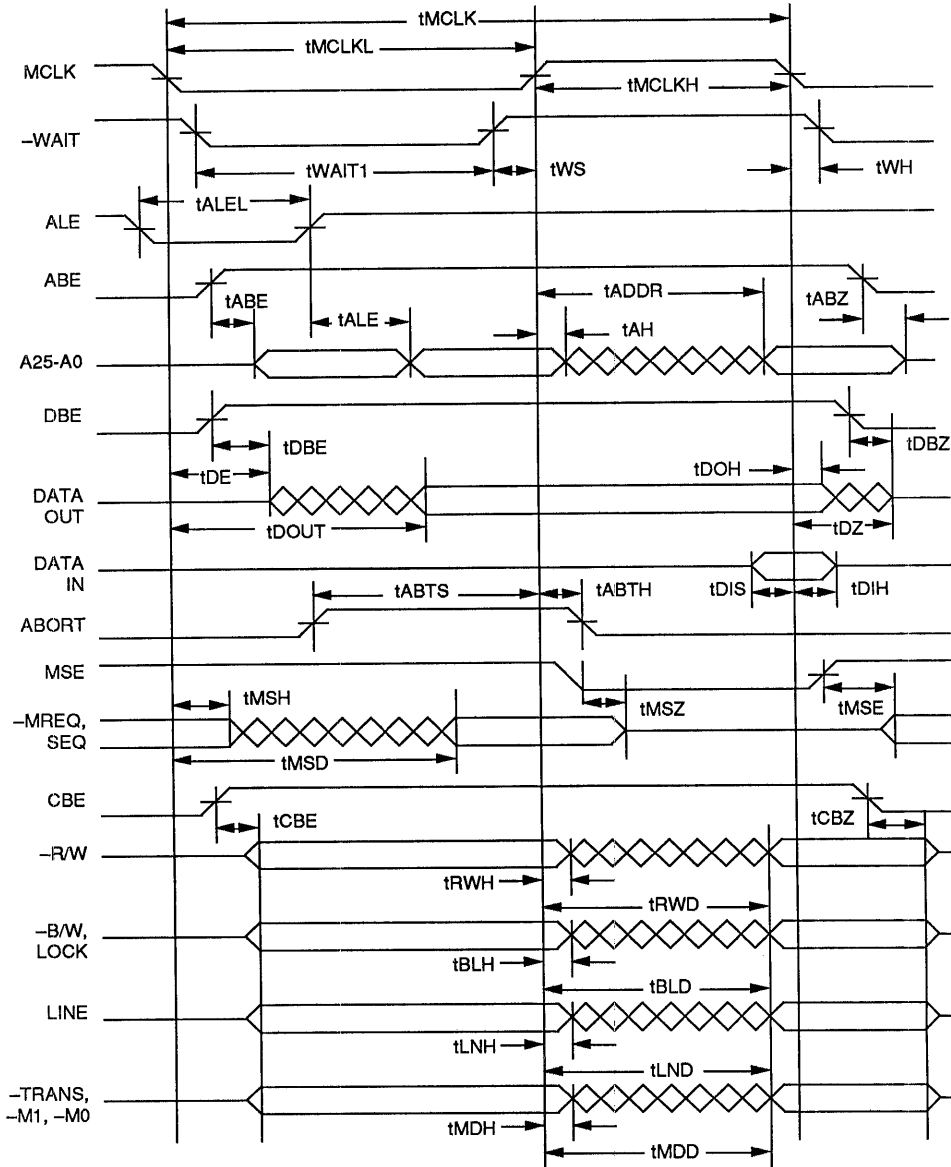 tMCLK
tMCLKL
MCLK
tMCLKH
–WAIT
tWAIT1
tWS
tWH
tALEL
ALE
ABE
tABE
tALE
tADDR
tABZ
tAH
A25-A0
DBE
tDBE
tDBZ
tDE
tDOH
DATA
OUT
tDOUT
tDZ
DATA
IN
tABTS
tABTH
tDIS
tDIH
ABORT
MSE
tMSH
tMSZ
tMSE
–MREQ,
SEQ
tMSD
CBE
tCBE
tCBZ
–R/W
tRWH
tRWD
–B/W,
LOCK
tBLH
tBLD
LINE
tLNH
tLND
–TRANS,
–M1, –M0
tMDH
tMDD